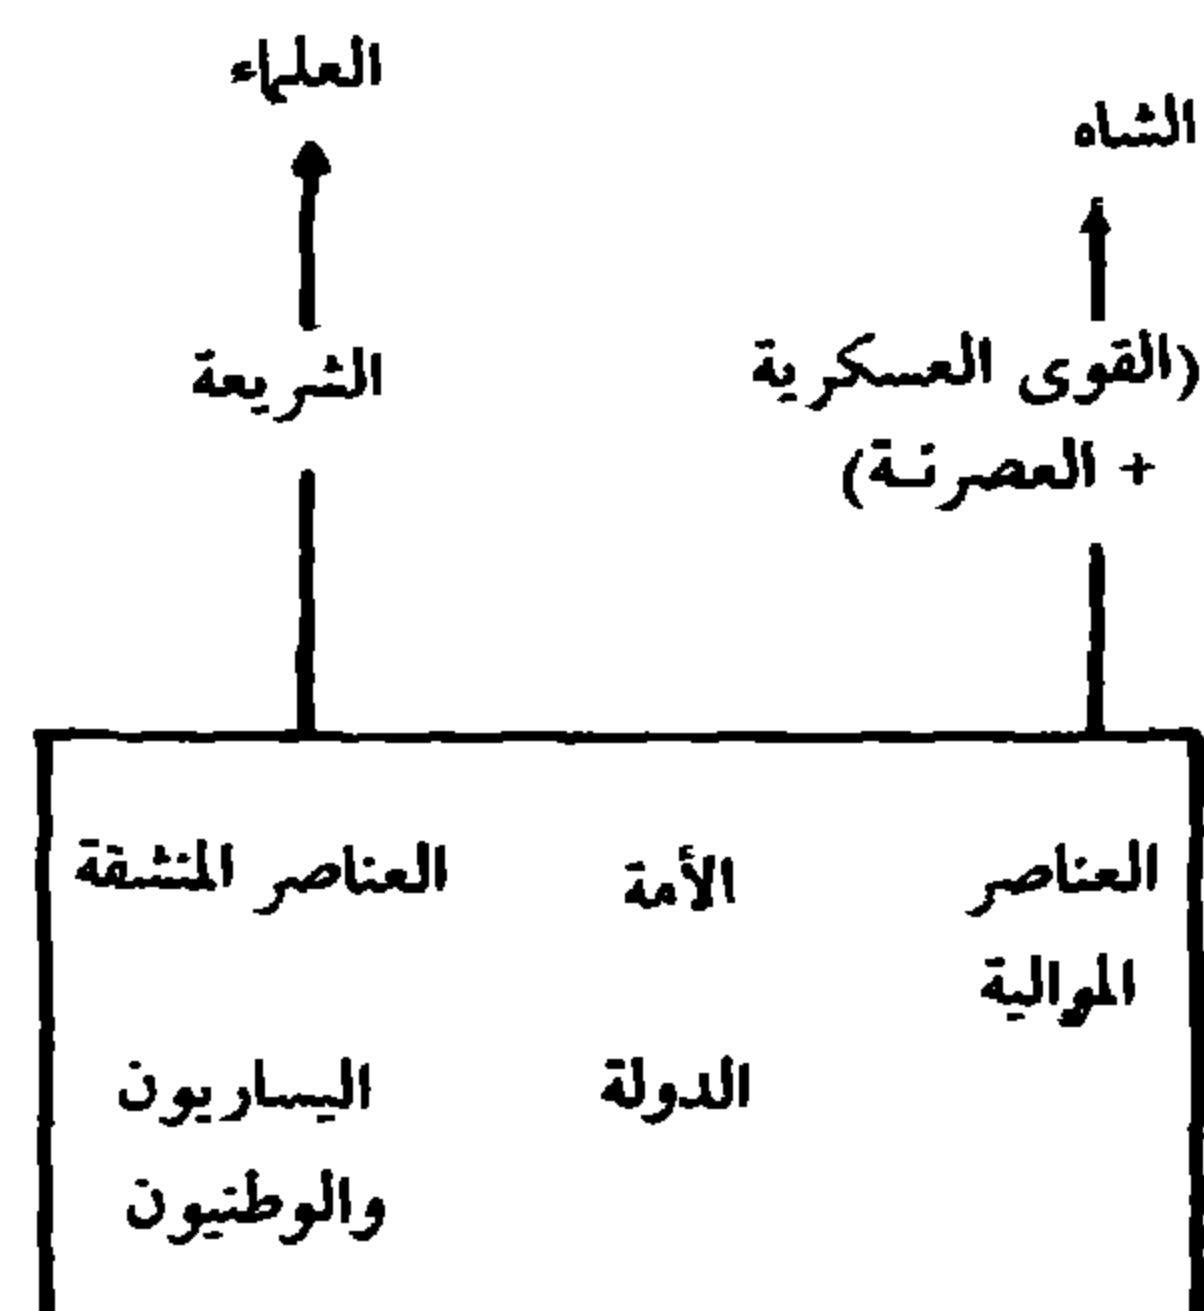 العلماء
الشاه
الشريعة
(القوى العسكرية
+ العصرنة)
العناصر
الموالية
الأمة
الدولة
العناصر المنشقة
اليساريون
والوطنيون